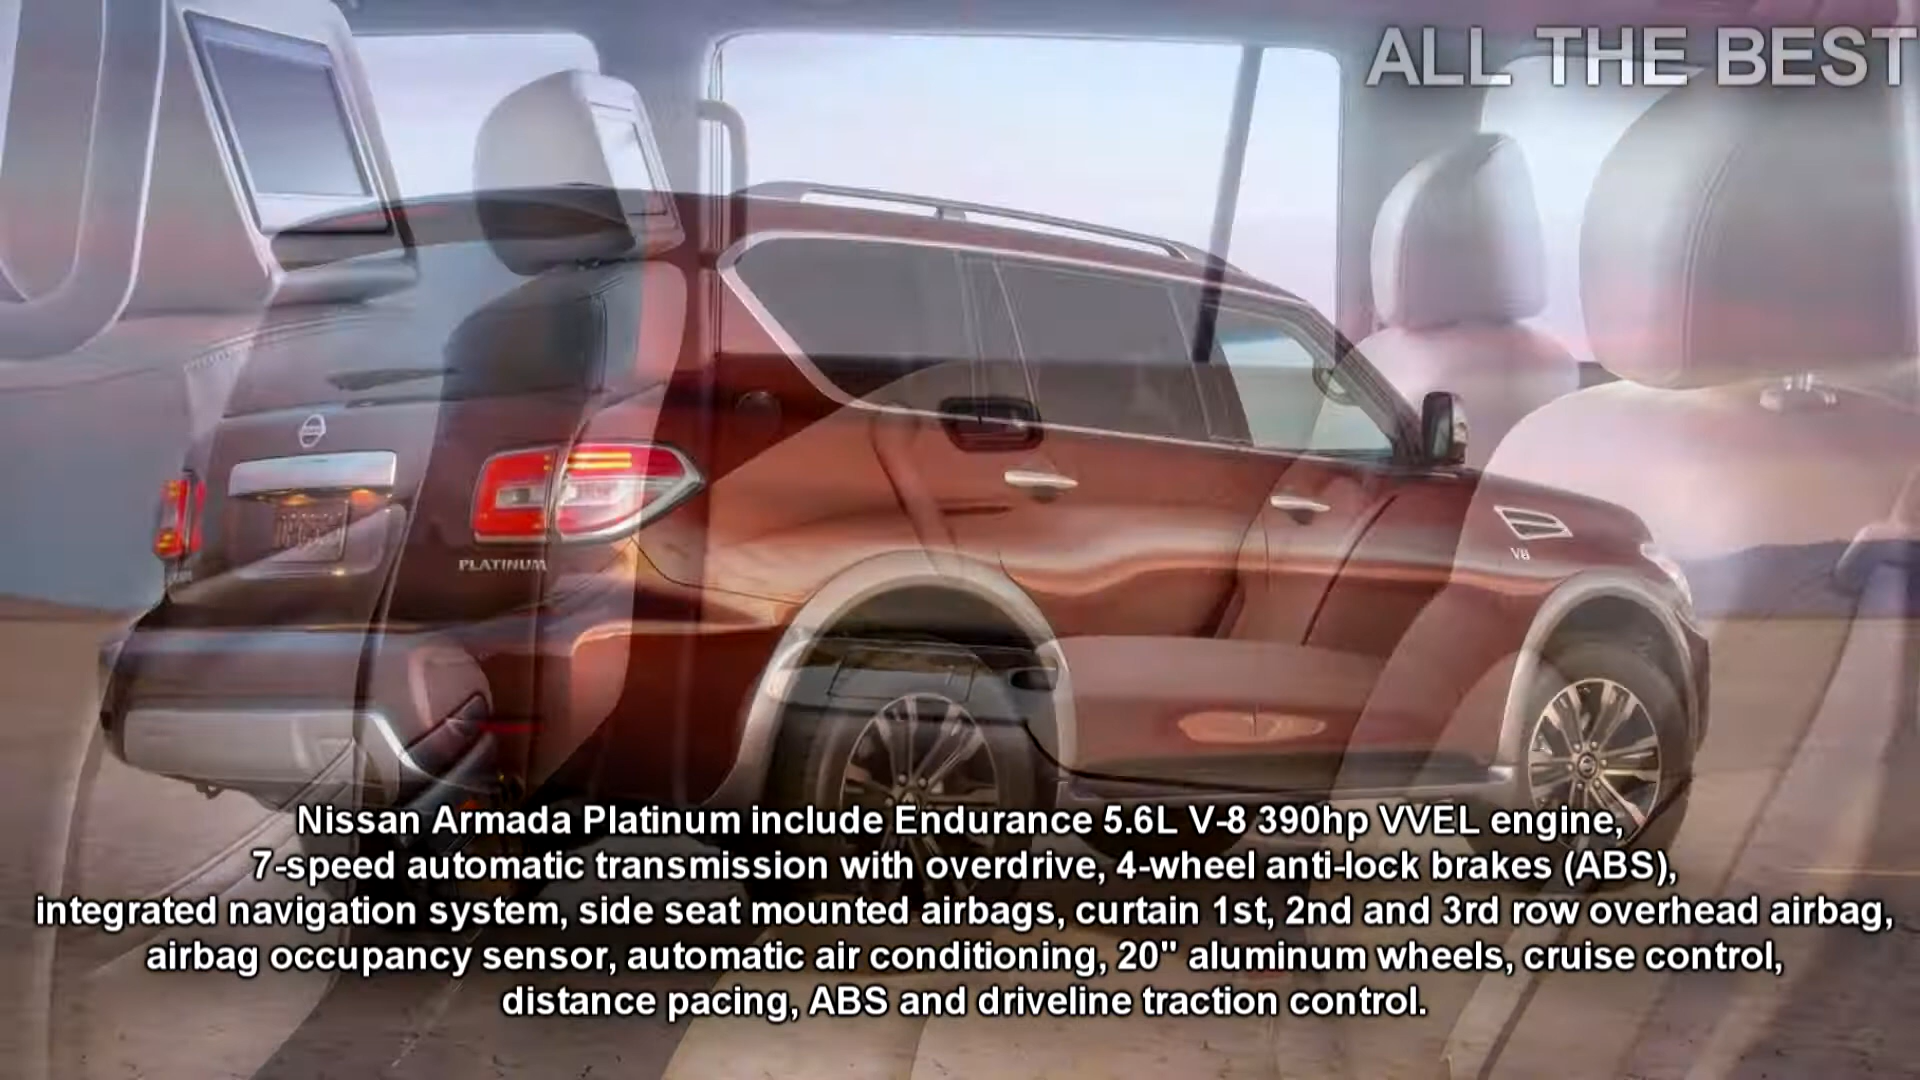 ALL THE BEST
PLATINUM
V8
Nissan Armada Platinum include Endurance 5.6L V-8 390hp VVEL engine,
7-speed automatic transmission with overdrive, 4-wheel anti-lock brakes (ABS),
integrated navigation system, side seat mounted airbags, curtain 1st, 2nd and 3rd row overhead airbag,
airbag occupancy sensor, automatic air conditioning, 20" aluminum wheels, cruise control,
distance pacing, ABS and driveline traction control.